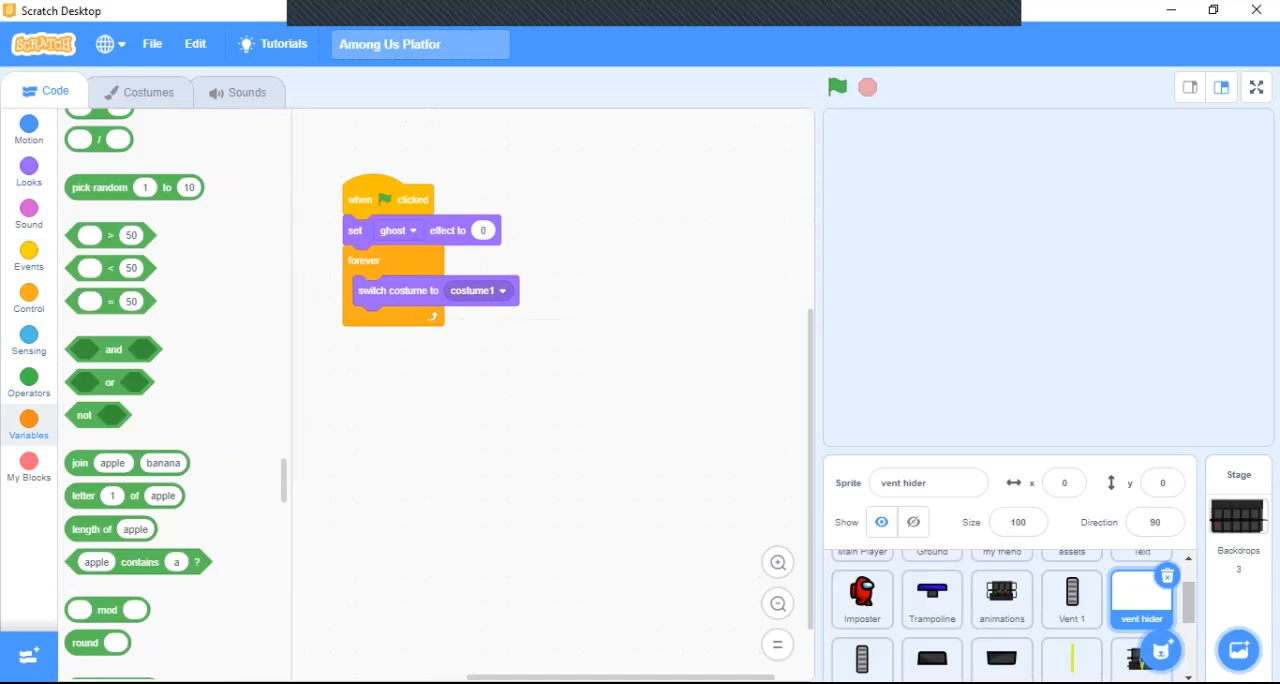 Scratch Desktop
SCRATCH
File
Edit
Tutorials
Among Us Platfor
Code
Costumes
Sounds
Motion
Looks
Sound
Events
Control
Sensing
Operators
Variables
My Blocks
/
pick random 1 to 10
> 50
< 50
= 50
and
or
not
join apple banana
letter 1 of apple
length of apple
apple contains a ?
mod
round
when clicked
set ghost effect to 0
forever
switch costume to costume1
Sprite vent hider x 0 y 0
Show Size 100 Direction 90
Main Player Ground my friend assets Text
Imposter Trampoline animations Vent 1 vent hider
Stage
Backdrops
3